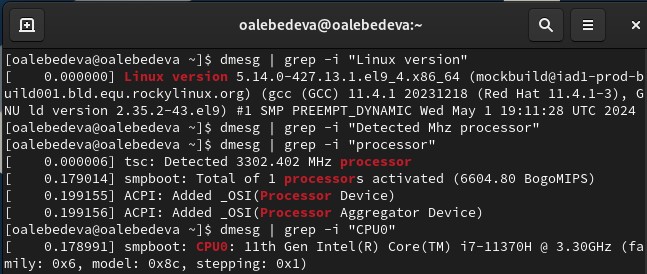 oalebedeva@oalebedeva:~
[oalebedeva@oalebedeva ~]$ dmesg | grep -i "Linux version"
[    0.000000] Linux version 5.14.0-427.13.1.el9_4.x86_64 (mockbuild@iad1-prod-b
uild001.bld.equ.rockylinux.org) (gcc (GCC) 11.4.1 20231218 (Red Hat 11.4.1-3), G
NU ld version 2.35.2-43.el9) #1 SMP PREEMPT_DYNAMIC Wed May 1 19:11:28 UTC 2024
[oalebedeva@oalebedeva ~]$ dmesg | grep -i "Detected Mhz processor"
[oalebedeva@oalebedeva ~]$ dmesg | grep -i "processor"
[    0.000006] tsc: Detected 3302.402 MHz processor
[    0.179014] smpboot: Total of 1 processors activated (6604.80 BogoMIPS)
[    0.199155] ACPI: Added _OSI(Processor Device)
[    0.199156] ACPI: Added _OSI(Processor Aggregator Device)
[oalebedeva@oalebedeva ~]$ dmesg | grep -i "CPU0"
[    0.178991] smpboot: CPU0: 11th Gen Intel(R) Core(TM) i7-11370H @ 3.30GHz (fa
mily: 0x6, model: 0x8c, stepping: 0x1)